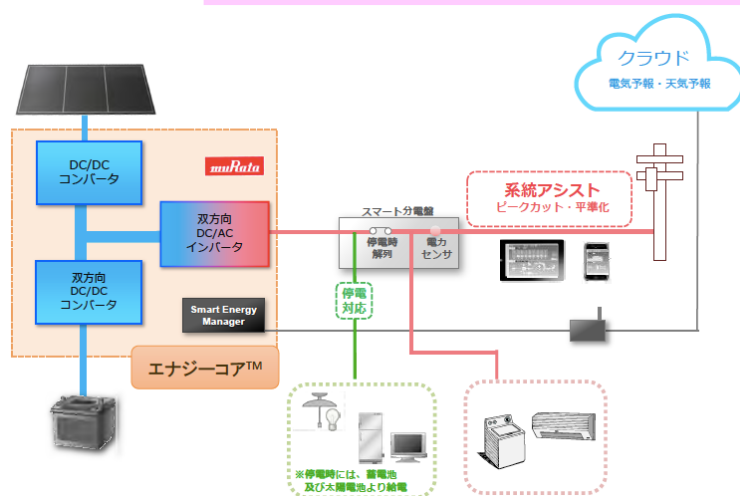 クラウド
電気予報・天気予報
DC/DC
コンバータ
muRata
双方向
DC/AC
インバータ
スマート分電盤
停電時
解列
電力
センサ
系統アシスト
ピークカット・平準化
双方向
DC/DC
コンバータ
停電
対応
Smart Energy
Manager
エナジーコア™
※停電時には、蓄電池
及び太陽電池より給電